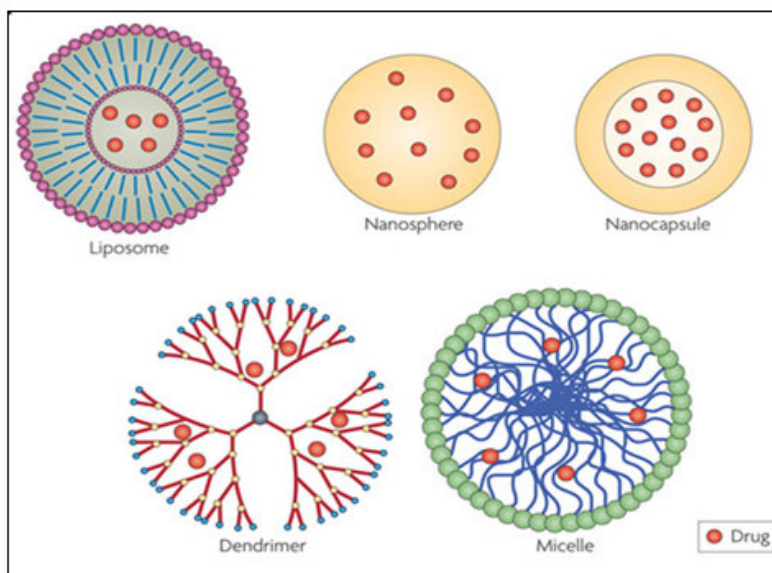 Liposome
Nanosphere
Nanocapsule
Dendrimer
Micelle
Drug